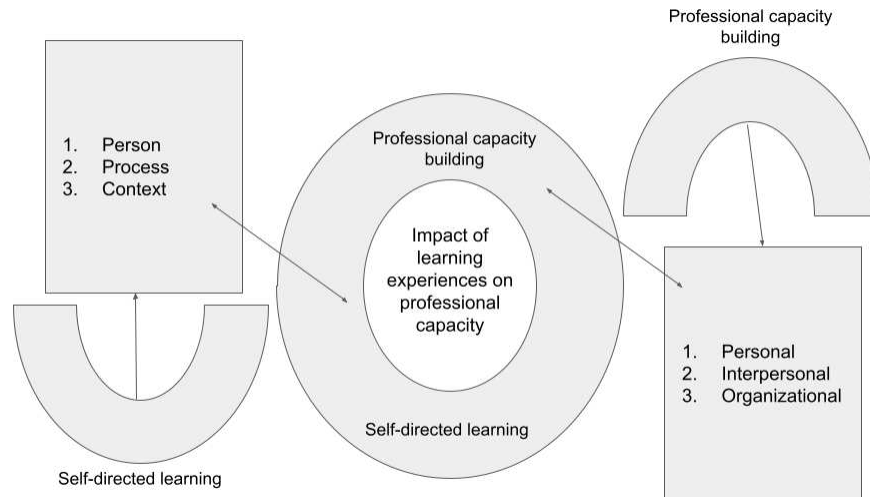 Professional capacity
building
1. Person
2. Process
3. Context
Professional capacity
building
Impact of
learning
experiences on
professional
capacity
Self-directed learning
1. Personal
2. Interpersonal
3. Organizational
Self-directed learning